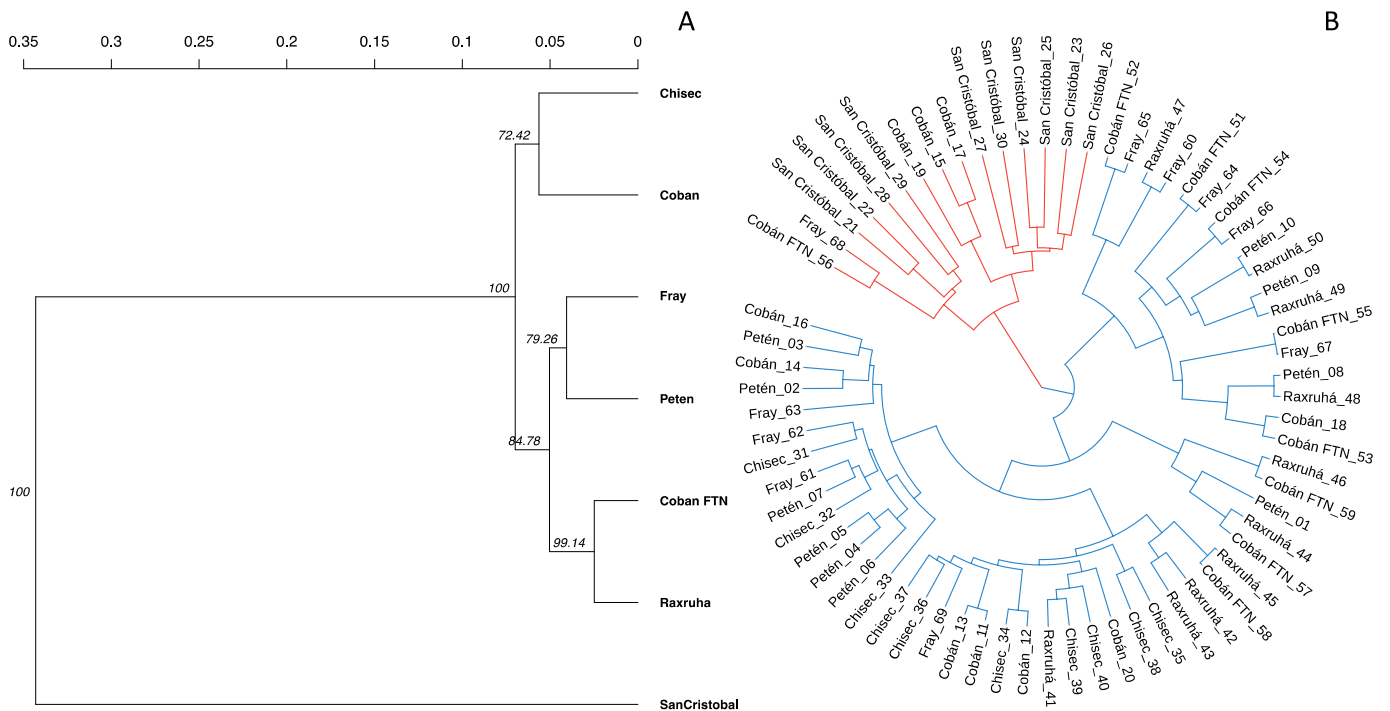 A
B
0.35
0.3
0.25
0.2
0.15
0.1
0.05
0
Chisec
72.42
Coban
100
Fray
79.26
Peten
84.78
Coban FTN
99.14
Raxruha
100
SanCristobal
Cobán FTN_56
Fray_68
San Cristóbal_21
San Cristóbal_22
San Cristóbal_28
San Cristóbal_29
Cobán_19
Cobán_15
Cobán_17
San Cristóbal_27
San Cristóbal_30
San Cristóbal_24
San Cristóbal_25
San Cristóbal_23
San Cristóbal_26
Cobán FTN_52
Fray_65
Raxruhá_47
Fray_60
Cobán FTN_51
Fray_64
Cobán FTN_54
Fray_66
Petén_10
Raxruhá_50
Petén_09
Raxruhá_49
Cobán FTN_55
Fray_67
Petén_08
Raxruhá_48
Cobán_18
Cobán FTN_53
Raxruhá_46
Cobán FTN_59
Petén_01
Raxruhá_44
Cobán FTN_57
Raxruhá_45
Cobán FTN_58
Raxruhá_42
Raxruhá_43
Chisec_35
Chisec_38
Cobán_20
Chisec_40
Chisec_39
Raxruhá_41
Cobán_12
Chisec_34
Cobán_11
Cobán_13
Fray_69
Chisec_36
Chisec_37
Chisec_33
Petén_06
Petén_04
Petén_05
Chisec_32
Petén_07
Fray_61
Chisec_31
Fray_62
Fray_63
Petén_02
Cobán_14
Petén_03
Cobán_16